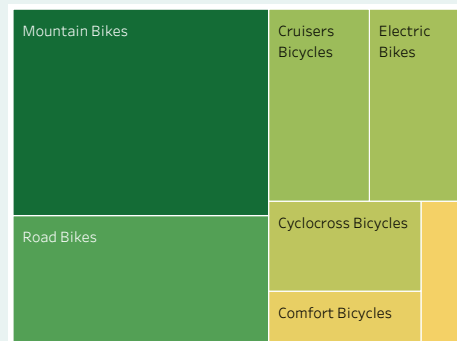 Mountain Bikes
Cruisers
Bicycles
Electric
Bikes
Road Bikes
Cyclocross Bicycles
Comfort Bicycles